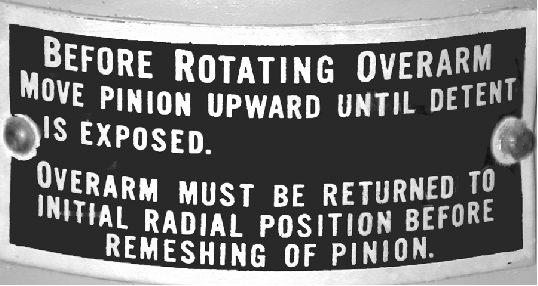 BEFORE ROTATING OVERARM
MOVE PINION UPWARD UNTIL DETENT
IS EXPOSED.
OVERARM MUST BE RETURNED TO
INITIAL RADIAL POSITION BEFORE
REMESHING OF PINION.